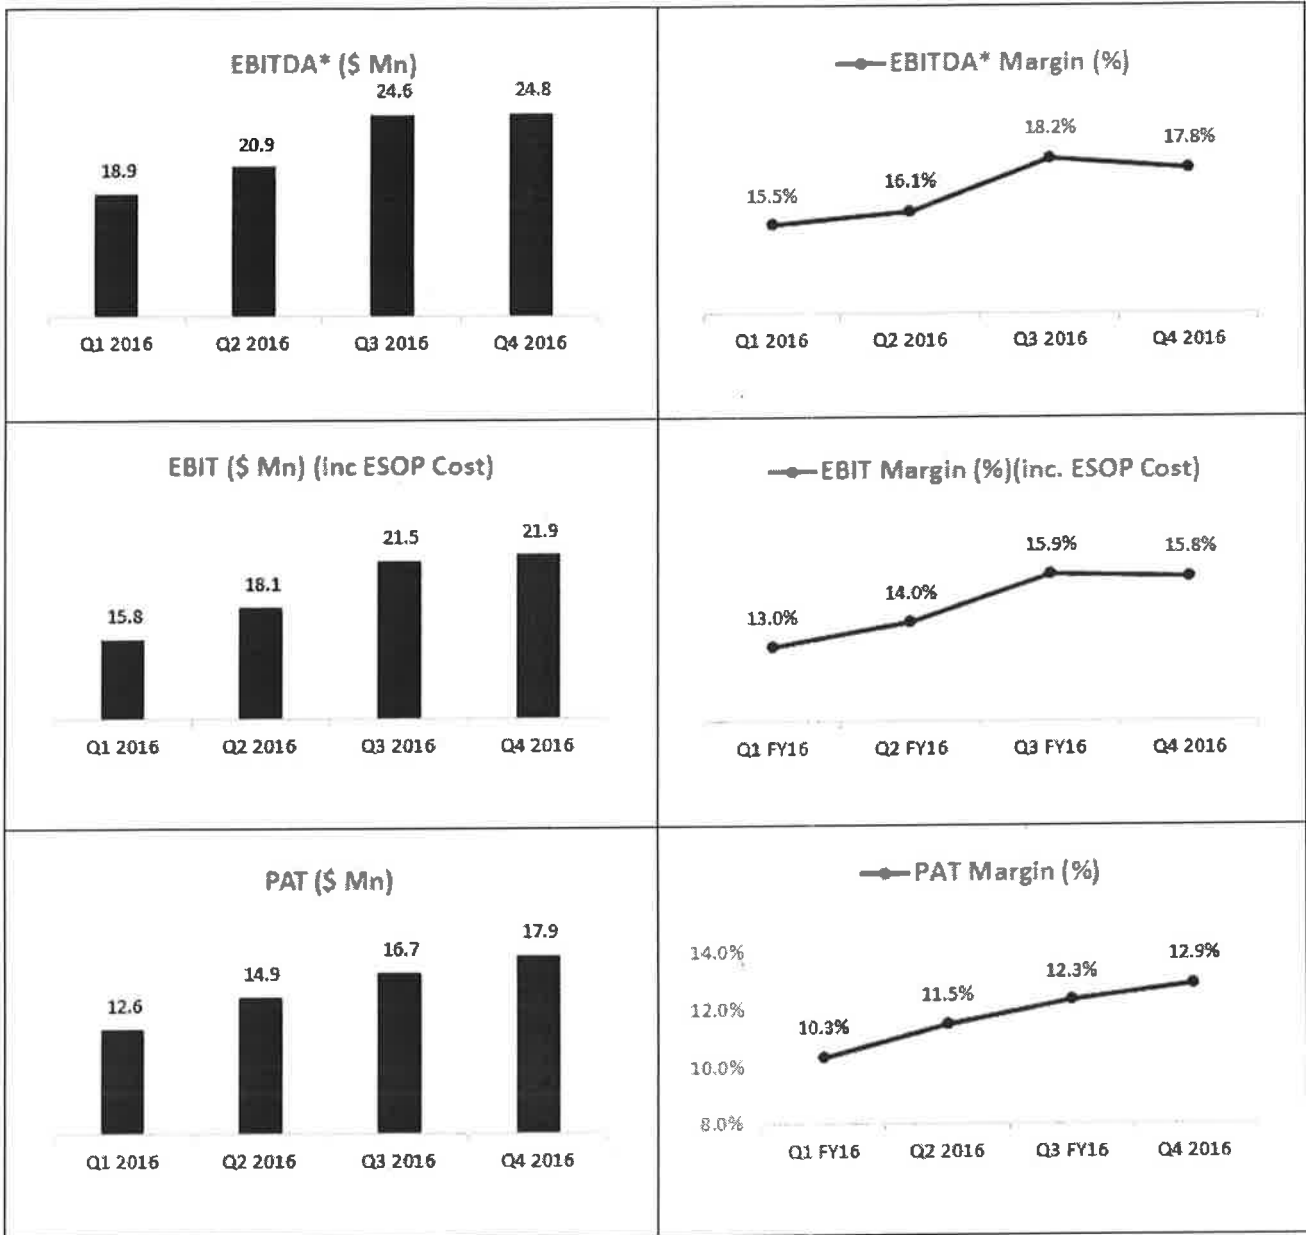 EBITDA* ($ Mn)
24.6
24.8
20.9
18.9
Q1 2016
Q2 2016
Q3 2016
Q4 2016
EBITDA* Margin (%)
18.2%
17.8%
16.1%
15.5%
Q1 2016
Q2 2016
Q3 2016
Q4 2016
EBIT ($ Mn) (inc ESOP Cost)
21.5
21.9
18.1
15.8
Q1 2016
Q2 2016
Q3 2016
Q4 2016
EBIT Margin (%)(inc. ESOP Cost)
15.9%
15.8%
14.0%
13.0%
Q1 FY16
Q2 FY16
Q3 FY16
Q4 2016
PAT ($ Mn)
17.9
16.7
14.9
12.6
Q1 2016
Q2 2016
Q3 2016
Q4 2016
PAT Margin (%)
14.0%
12.0%
10.0%
8.0%
10.3%
11.5%
12.3%
12.9%
Q1 FY16
Q2 2016
Q3 FY16
Q4 2016